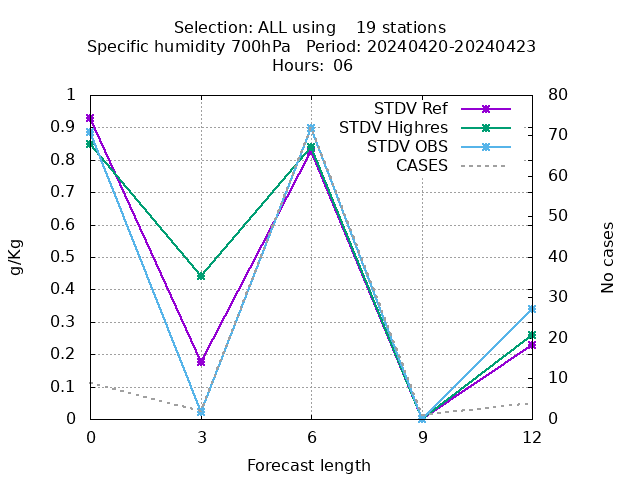 Selection: ALL using 19 stations
Specific humidity 700hPa Period: 20240420-20240423
Hours: 06
1
0.9
0.8
0.7
0.6
0.5
0.4
0.3
0.2
0.1
0
80
70
60
50
40
30
20
10
0
STDV Ref
STDV Highres
STDV OBS
CASES
g/Kg
No cases
0 3 6 9 12
Forecast length